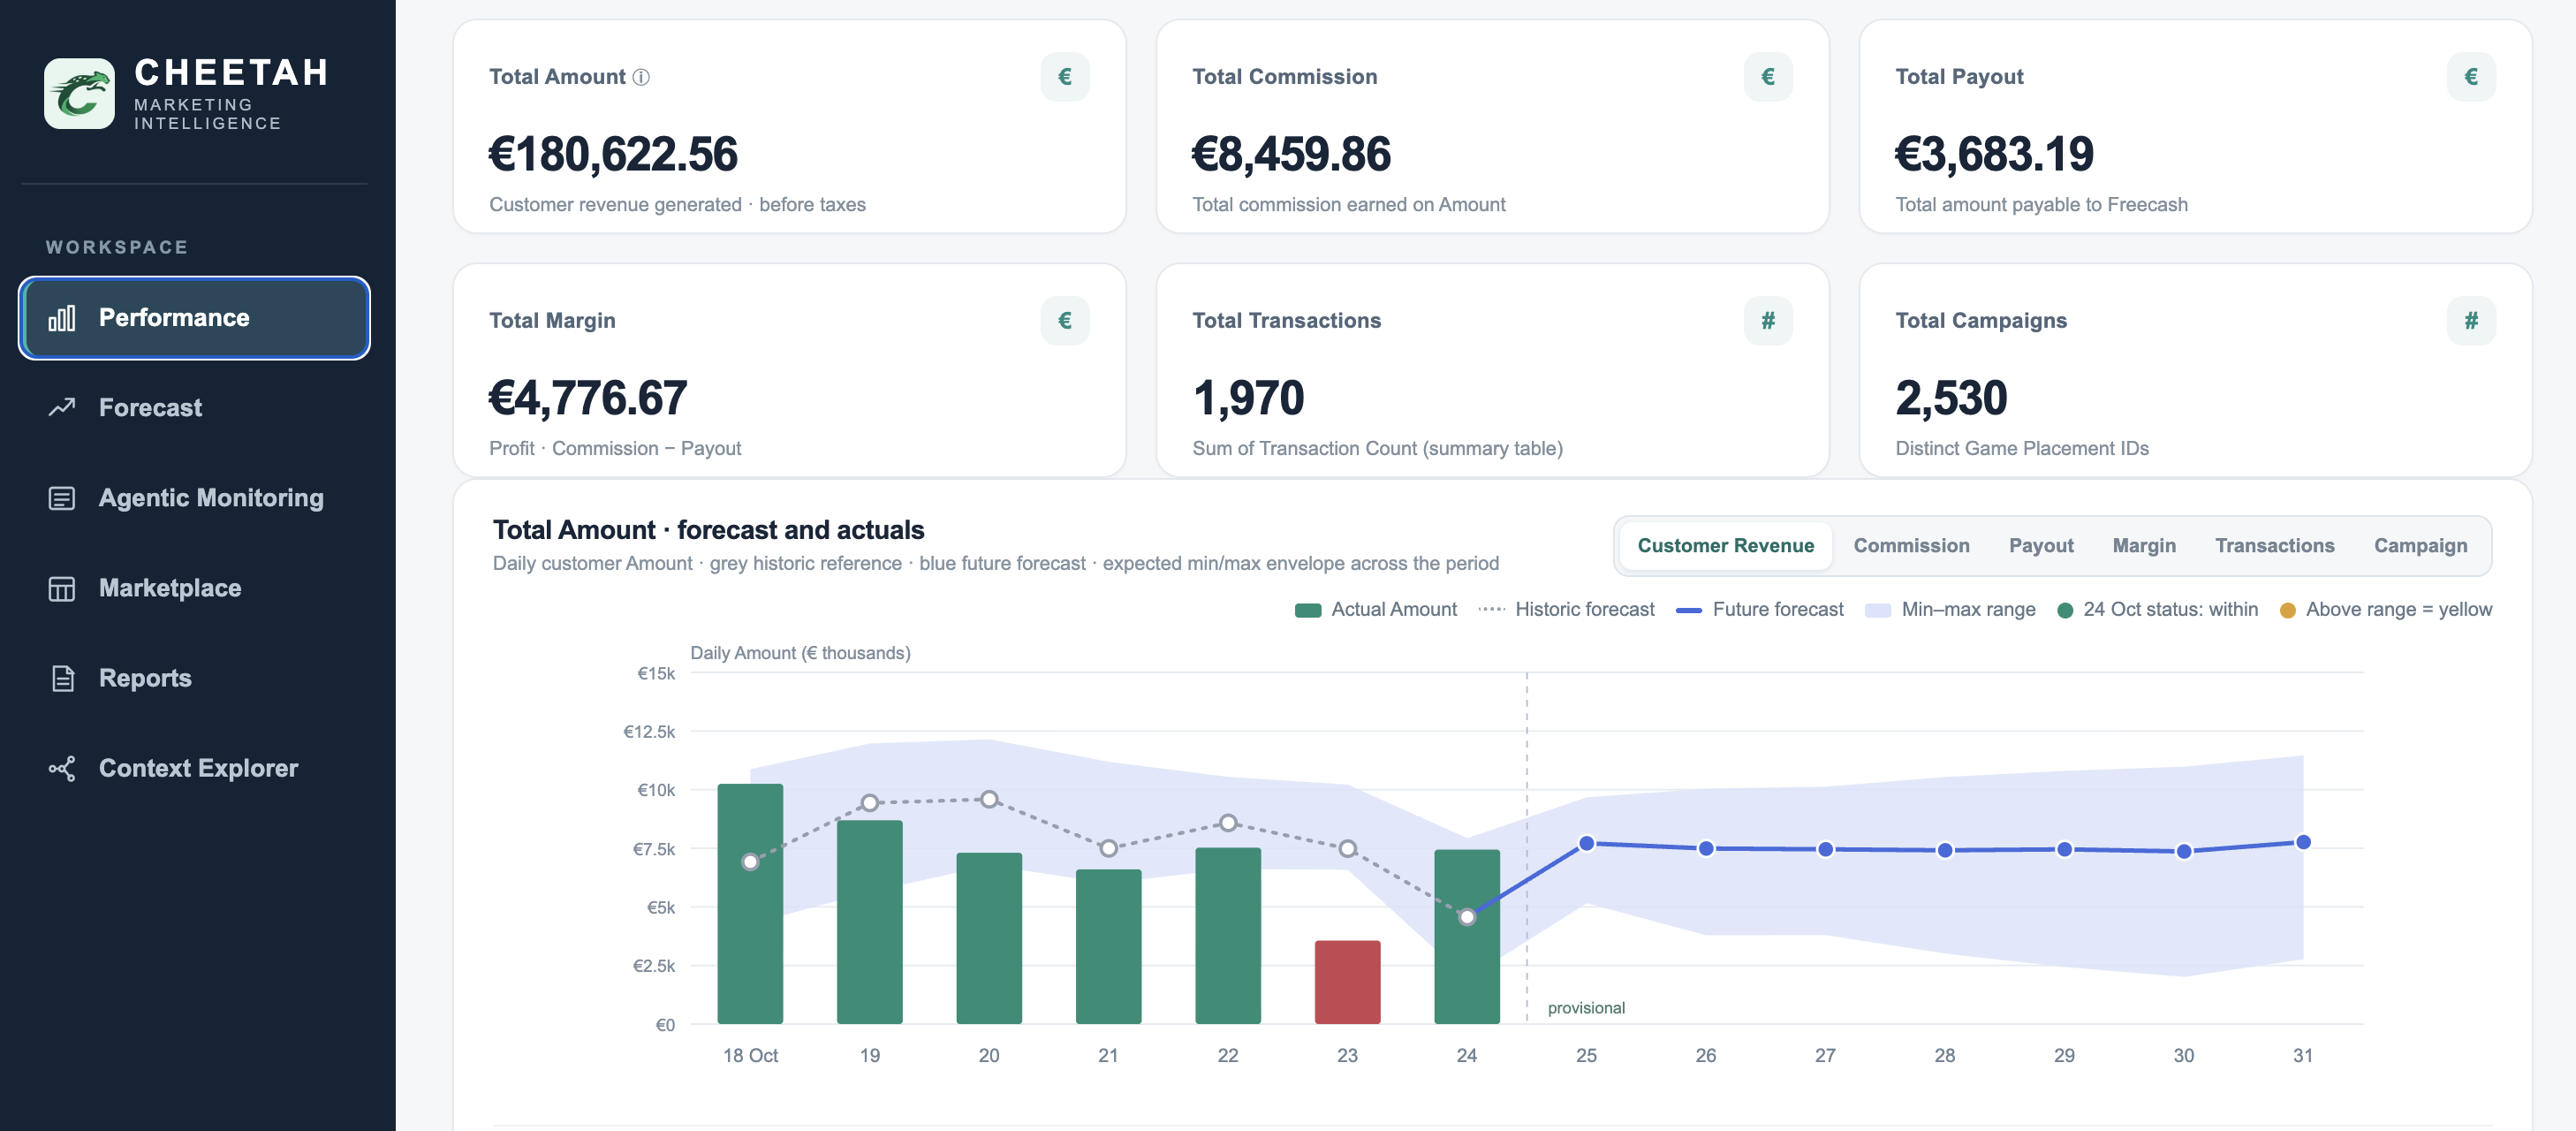 CHEETAH
MARKETING
INTELLIGENCE
WORKSPACE
Performance
Forecast
Agentic Monitoring
Marketplace
Reports
Context Explorer
Total Amount ⓘ
€
€180,622.56
Customer revenue generated · before taxes
Total Commission
€
€8,459.86
Total commission earned on Amount
Total Payout
€
€3,683.19
Total amount payable to Freecash
Total Margin
€
€4,776.67
Profit · Commission − Payout
Total Transactions
#
1,970
Sum of Transaction Count (summary table)
Total Campaigns
#
2,530
Distinct Game Placement IDs
Total Amount · forecast and actuals
Daily customer Amount · grey historic reference · blue future forecast · expected min/max envelope across the period
Customer Revenue Commission Payout Margin Transactions Campaign
Actual Amount Historic forecast Future forecast Min–max range 24 Oct status: within Above range = yellow
Daily Amount (€ thousands)
€15k
€12.5k
€10k
€7.5k
€5k
€2.5k
€0
provisional
18 Oct 19 20 21 22 23 24 25 26 27 28 29 30 31